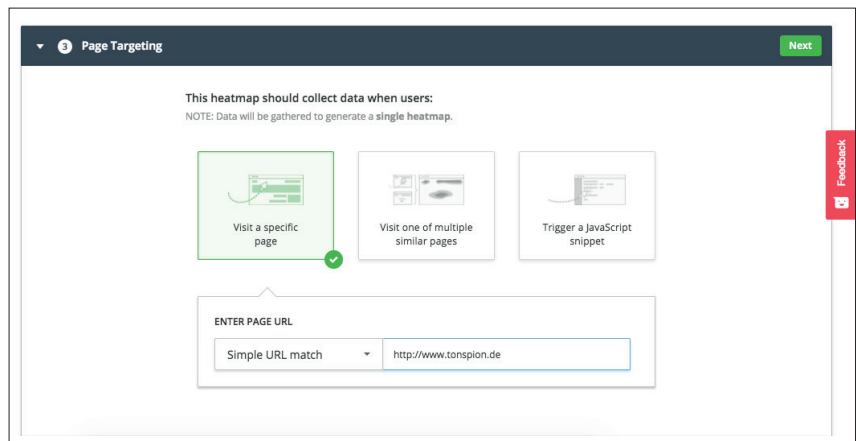 3 Page Targeting
Next
This heatmap should collect data when users:
NOTE: Data will be gathered to generate a single heatmap.
Visit a specific
page
Visit one of multiple
similar pages
Trigger a JavaScript
snippet
Feedback
ENTER PAGE URL
Simple URL match
http://www.tonspion.de